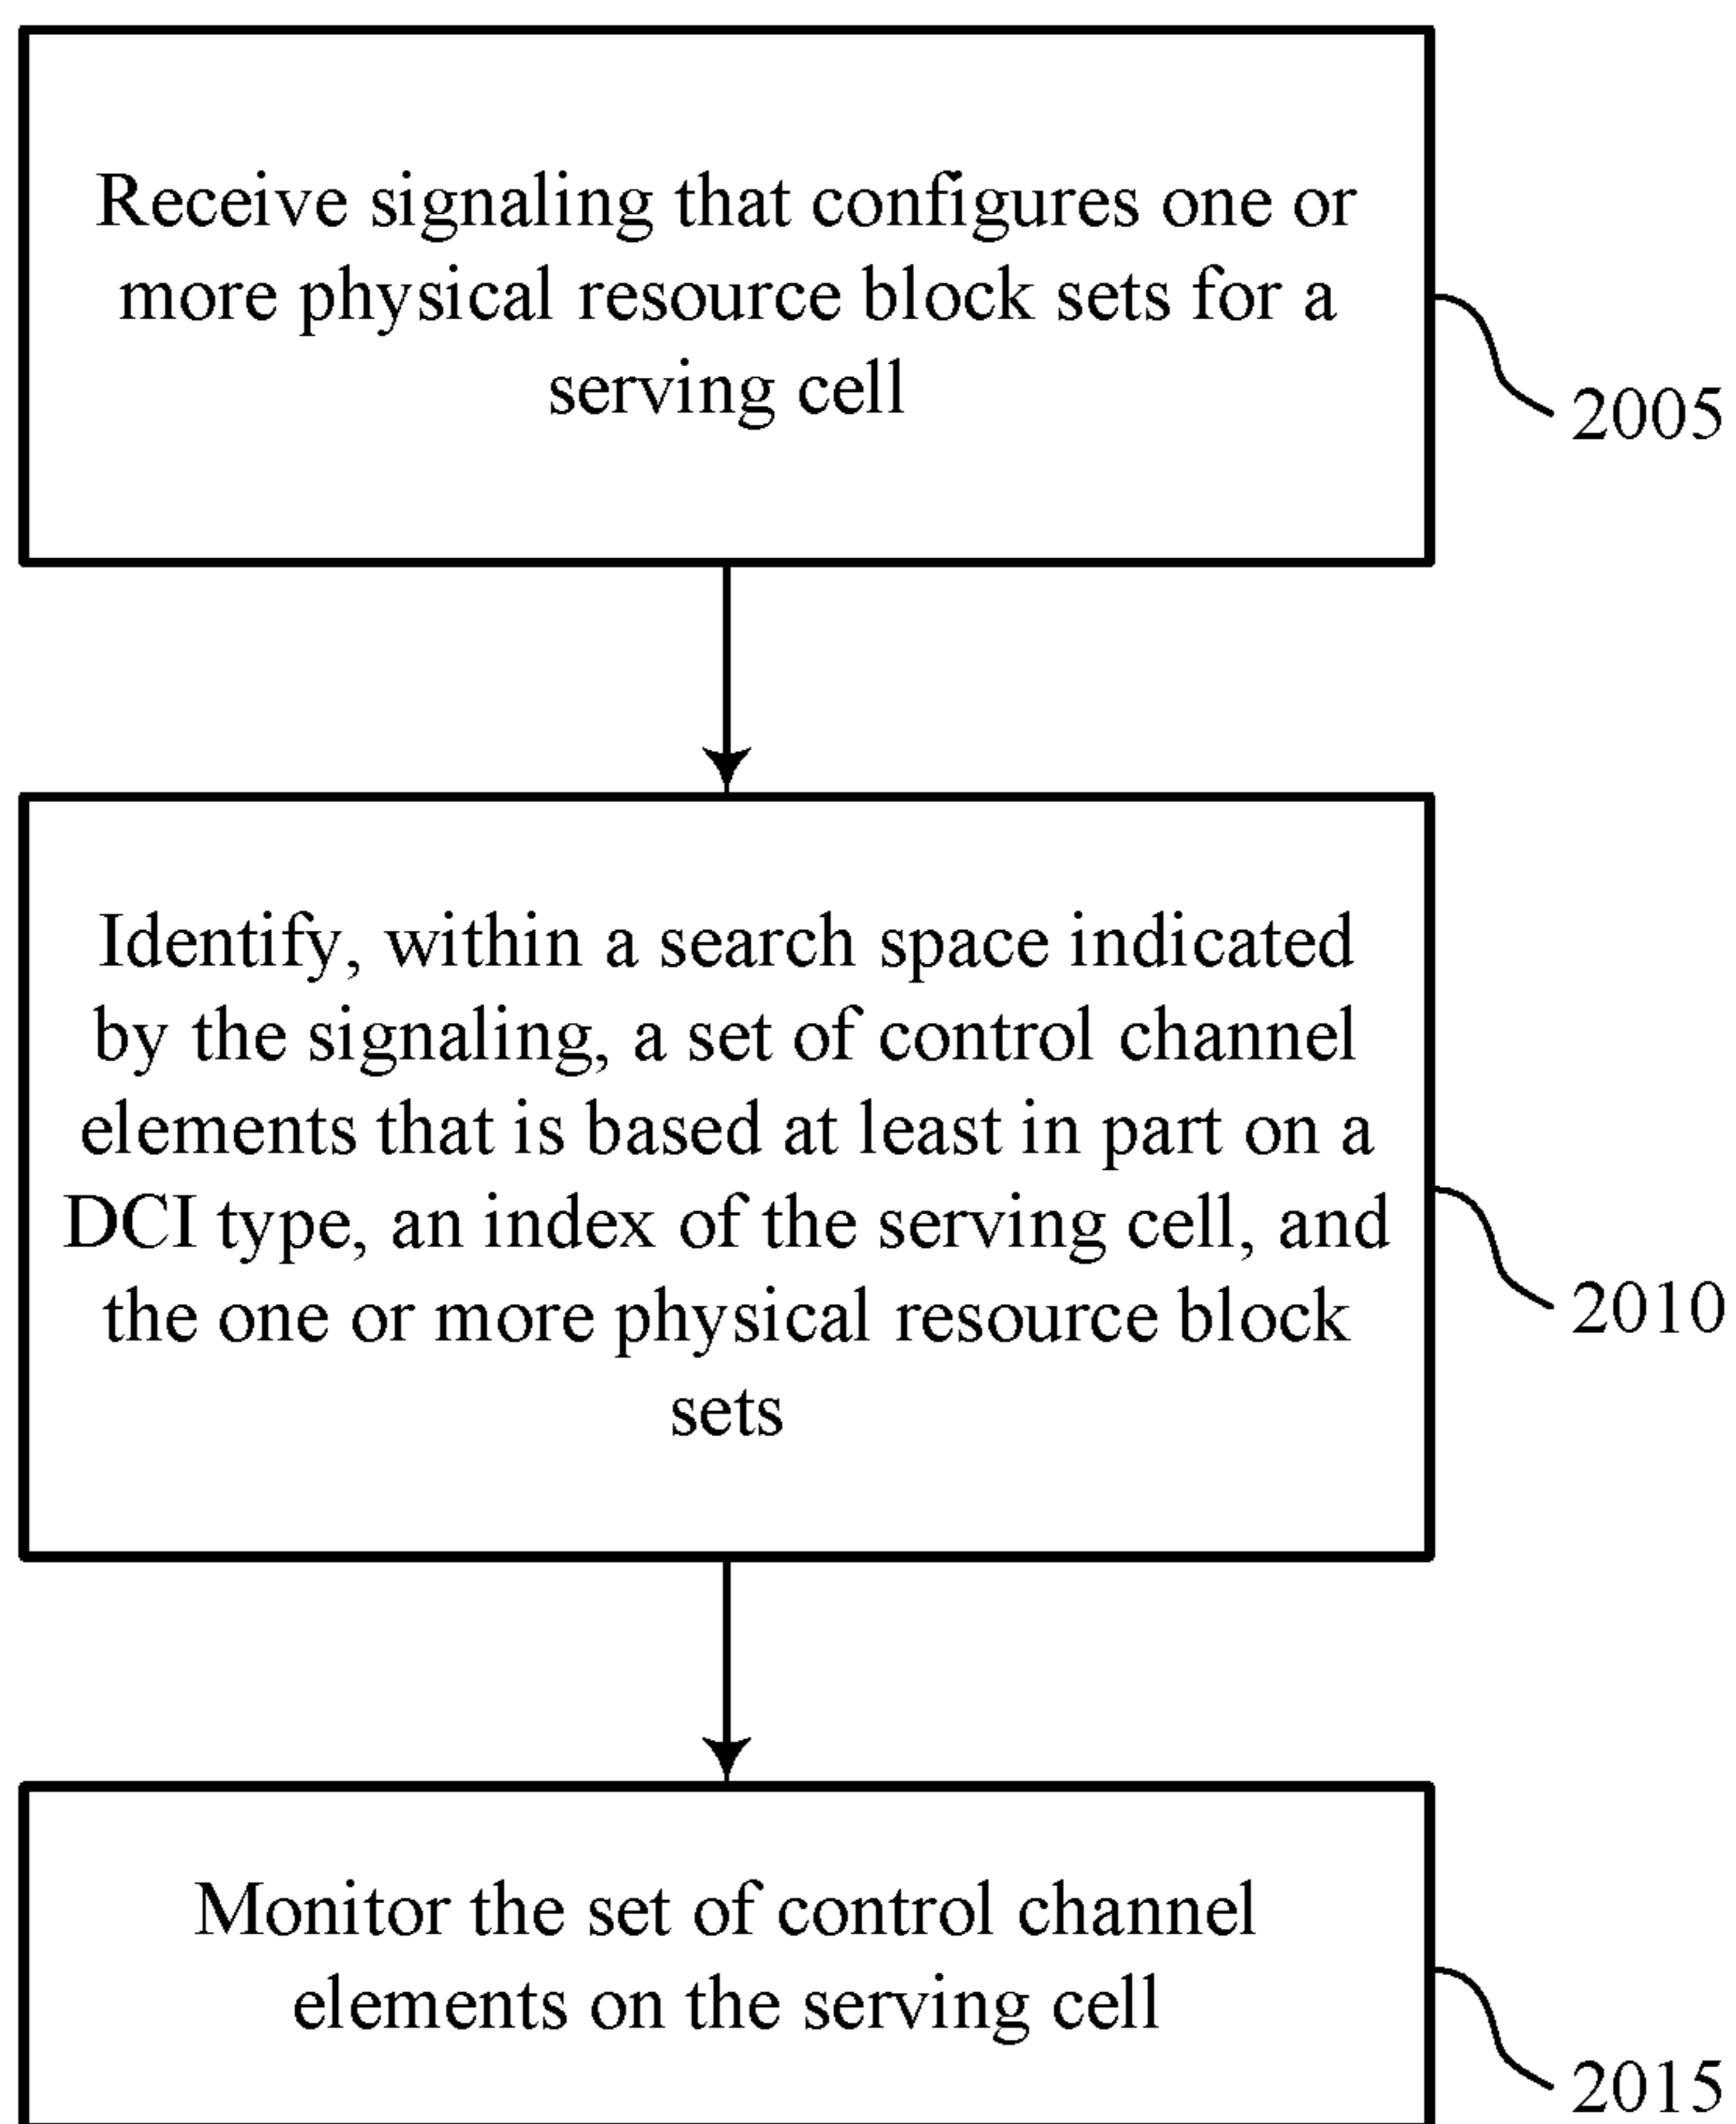 Receive signaling that configures one or
more physical resource block sets for a
serving cell
2005
Identify, within a search space indicated
by the signaling, a set of control channel
elements that is based at least in part on a
DCI type, an index of the serving cell, and
the one or more physical resource block
sets
2010
Monitor the set of control channel
elements on the serving cell
2015